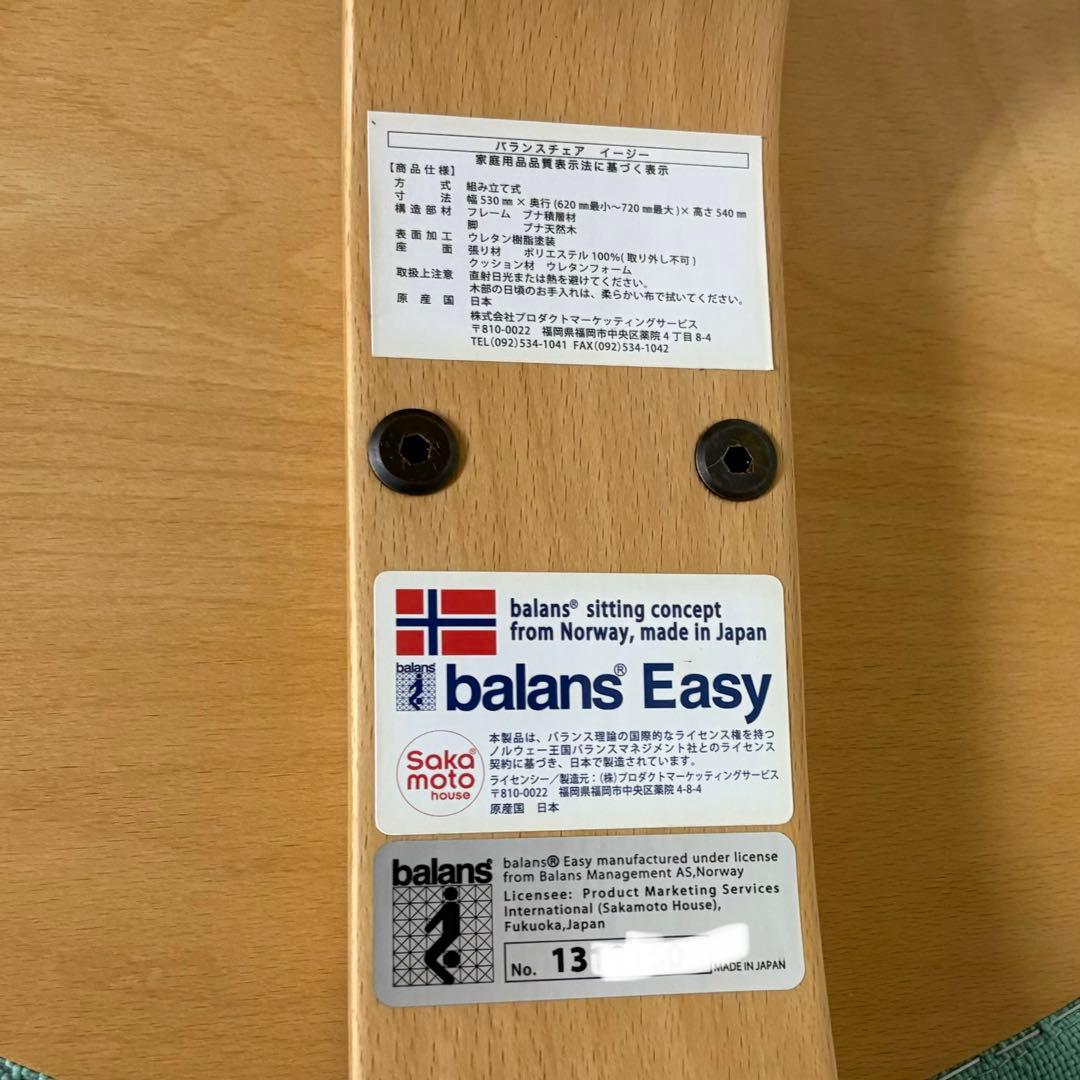 バランスチェア イージー
家庭用品品質表示法に基づく表示
【商品仕様】
方 式 組み立て式
寸 法 幅 530 ㎜ × 奥行 (620 ㎜最小～720 ㎜最大 )× 高さ 540 ㎜
構造部材 フレーム ブナ積層材
脚 ブナ天然木
表面加工 ウレタン樹脂塗装
座 面 張り材 ポリエステル 100%( 取り外し不可 )
クッション材 ウレタンフォーム
取扱上注意 直射日光または熱を避けてください。
木部の日頃のお手入れは、柔らかい布で拭いてください。
原 産 国 日本
株式会社プロダクトマーケッティングサービス
〒810-0022 福岡県福岡市中央区薬院 4 丁目 8-4
TEL(092)534-1041 FAX(092)534-1042
balans® sitting concept
from Norway, made in Japan
balans
balans® Easy
Saka®
moto
house
本製品は、バランス理論の国際的なライセンス権を持つ
ノルウェー王国バランスマネジメント社とのライセンス
契約に基づき、日本で製造されています。
ライセンシー／製造元：(株)プロダクトマーケッティングサービス
〒810-0022 福岡県福岡市中央区薬院 4-8-4
原産国 日本
balans®
balans® Easy manufactured under license
from Balans Management AS,Norway
Licensee: Product Marketing Services
International (Sakamoto House),
Fukuoka,Japan
No. 13
MADE IN JAPAN